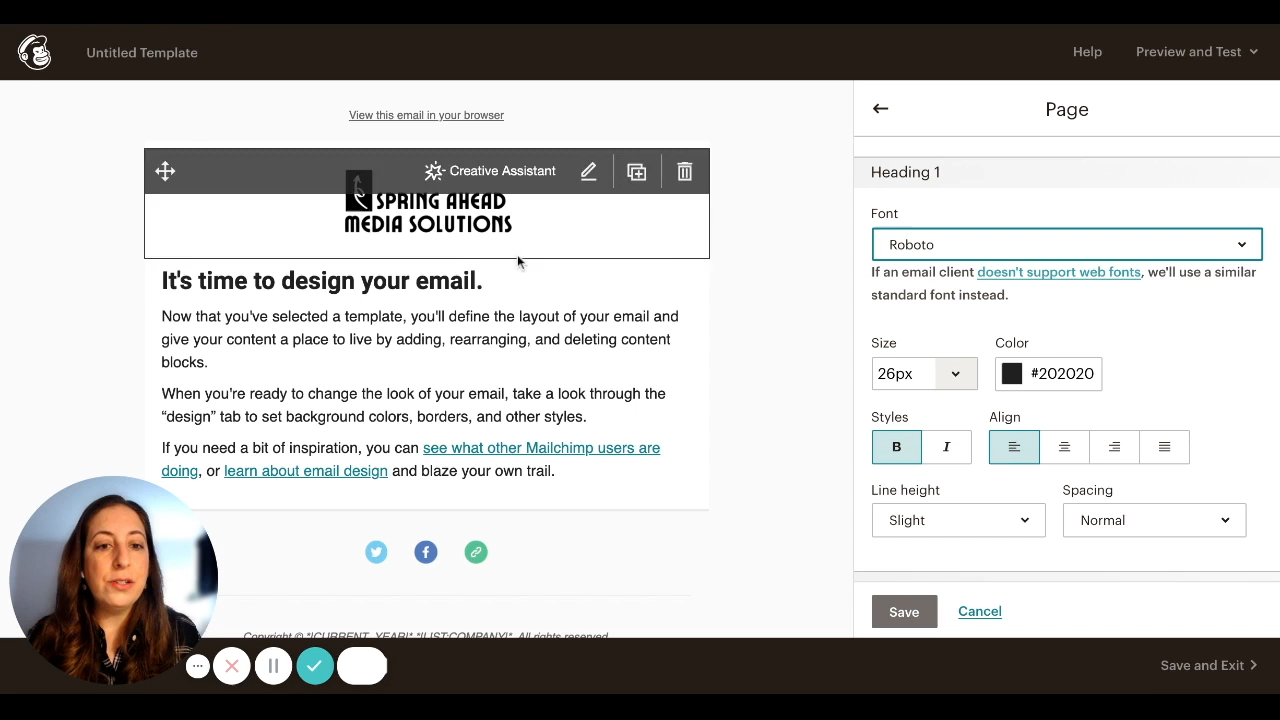 Untitled Template
Help
Preview and Test
View this email in your browser
Creative Assistant
SPRING AHEAD
MEDIA SOLUTIONS
It's time to design your email.
Now that you've selected a template, you'll define the layout of your email and
give your content a place to live by adding, rearranging, and deleting content
blocks.
When you're ready to change the look of your email, take a look through the
“design” tab to set background colors, borders, and other styles.
If you need a bit of inspiration, you can see what other Mailchimp users are
doing, or learn about email design and blaze your own trail.
Copyright © *|CURRENT_YEAR|* *|LIST:COMPANY|*, All rights reserved.
Page
Heading 1
Font
Roboto
If an email client doesn't support web fonts, we'll use a similar
standard font instead.
Size
Color
26px
#202020
Styles
Align
B
I
Line height
Spacing
Slight
Normal
Save
Cancel
Save and Exit